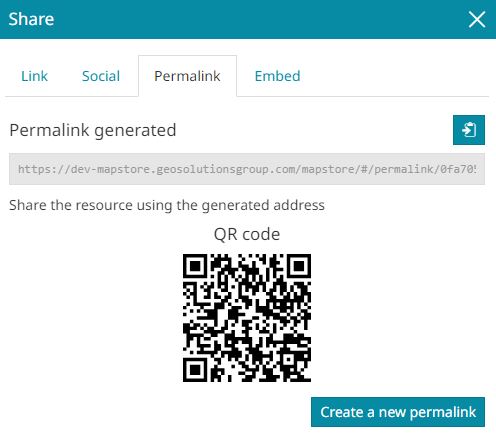 Share
Link Social Permalink Embed
Permalink generated
https://dev-mapstore.geosolutionsgroup.com/mapstore/#/permalink/0fa705
Share the resource using the generated address
QR code
Create a new permalink